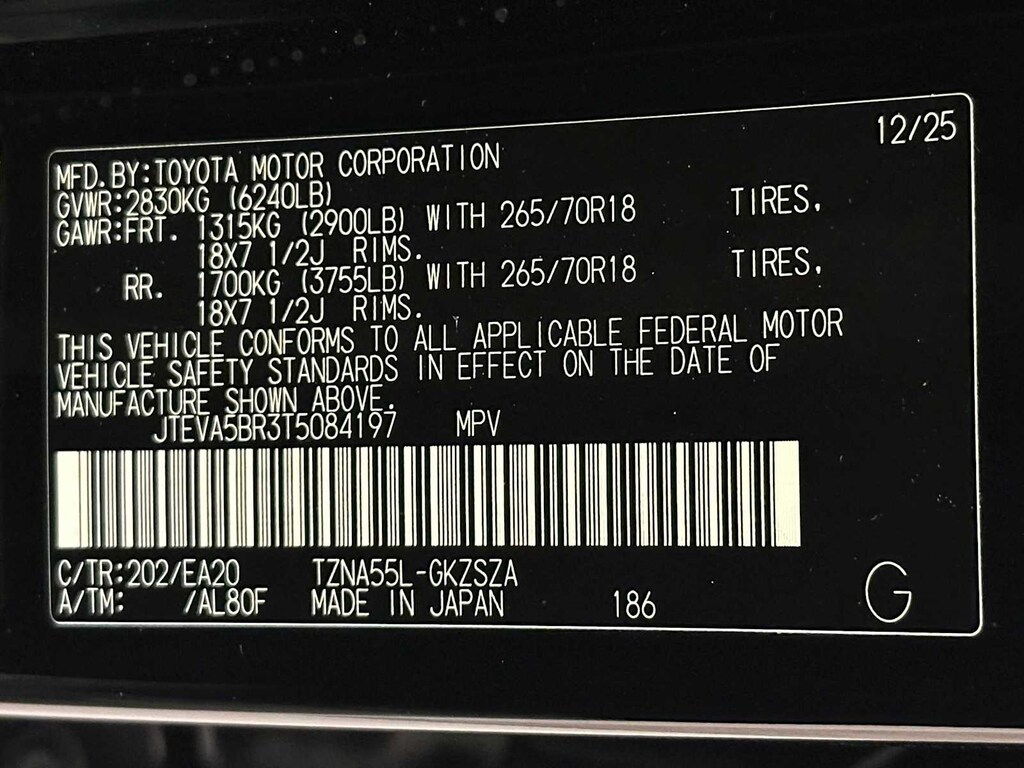 12/25
MFD. BY:TOYOTA MOTOR CORPORATION
GVWR:2830KG (6240LB)
GAWR:FRT. 1315KG (2900LB) WITH 265/70R18 TIRES,
18X7 1/2J RIMS.
RR. 1700KG (3755LB) WITH 265/70R18 TIRES,
18X7 1/2J RIMS.
THIS VEHICLE CONFORMS TO ALL APPLICABLE FEDERAL MOTOR
VEHICLE SAFETY STANDARDS IN EFFECT ON THE DATE OF
MANUFACTURE SHOWN ABOVE.
JTEVA5BR3T5084197 MPV
C/TR:202/EA20 TZNA55L-GKZSZA
A/TM: /AL80F MADE IN JAPAN 186 G